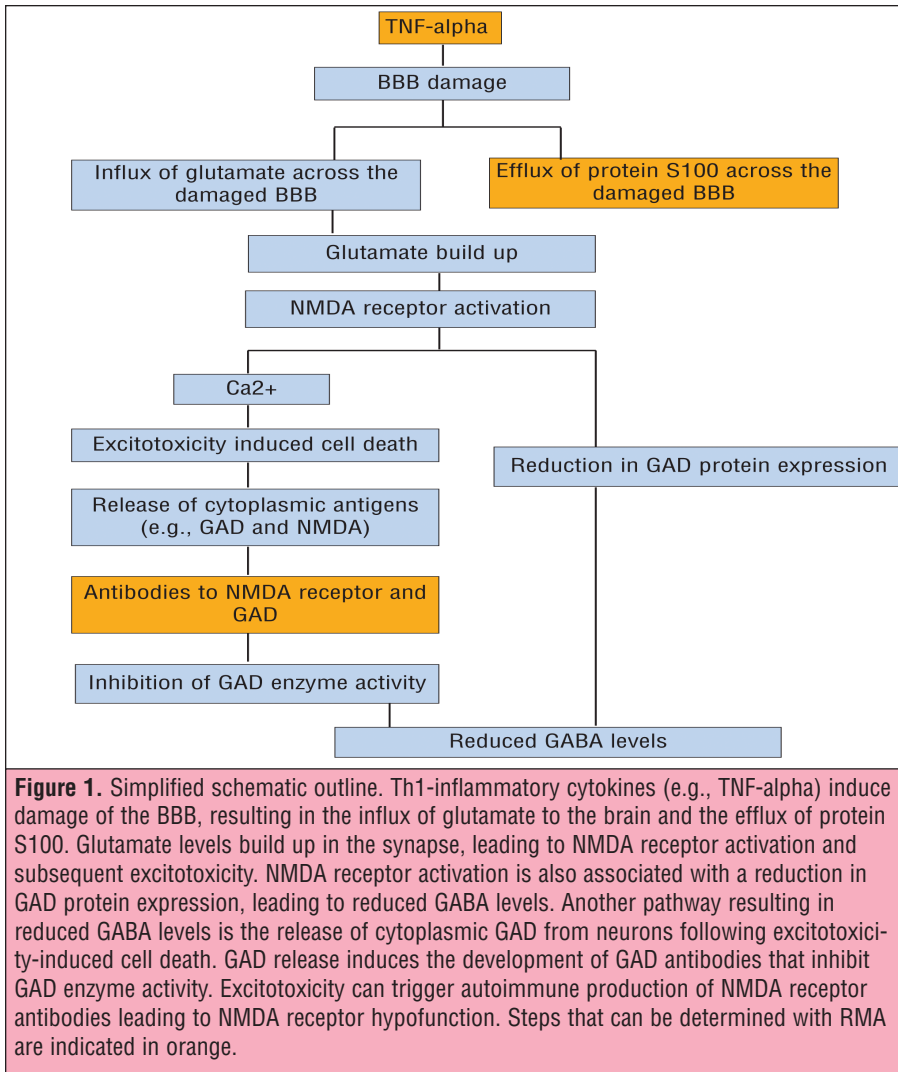 TNF-alpha
BBB damage
Influx of glutamate across the
damaged BBB
Efflux of protein S100 across the
damaged BBB
Glutamate build up
NMDA receptor activation
Ca2+
Excitotoxicity induced cell death
Reduction in GAD protein expression
Release of cytoplasmic antigens
(e.g., GAD and NMDA)
Antibodies to NMDA receptor and
GAD
Inhibition of GAD enzyme activity
Reduced GABA levels
Figure 1. Simplified schematic outline. Th1-inflammatory cytokines (e.g., TNF-alpha) induce
damage of the BBB, resulting in the influx of glutamate to the brain and the efflux of protein
S100. Glutamate levels build up in the synapse, leading to NMDA receptor activation and
subsequent excitotoxicity. NMDA receptor activation is also associated with a reduction in
GAD protein expression, leading to reduced GABA levels. Another pathway resulting in
reduced GABA levels is the release of cytoplasmic GAD from neurons following excitotoxici-
ty-induced cell death. GAD release induces the development of GAD antibodies that inhibit
GAD enzyme activity. Excitotoxicity can trigger autoimmune production of NMDA receptor
antibodies leading to NMDA receptor hypofunction. Steps that can be determined with RMA
are indicated in orange.